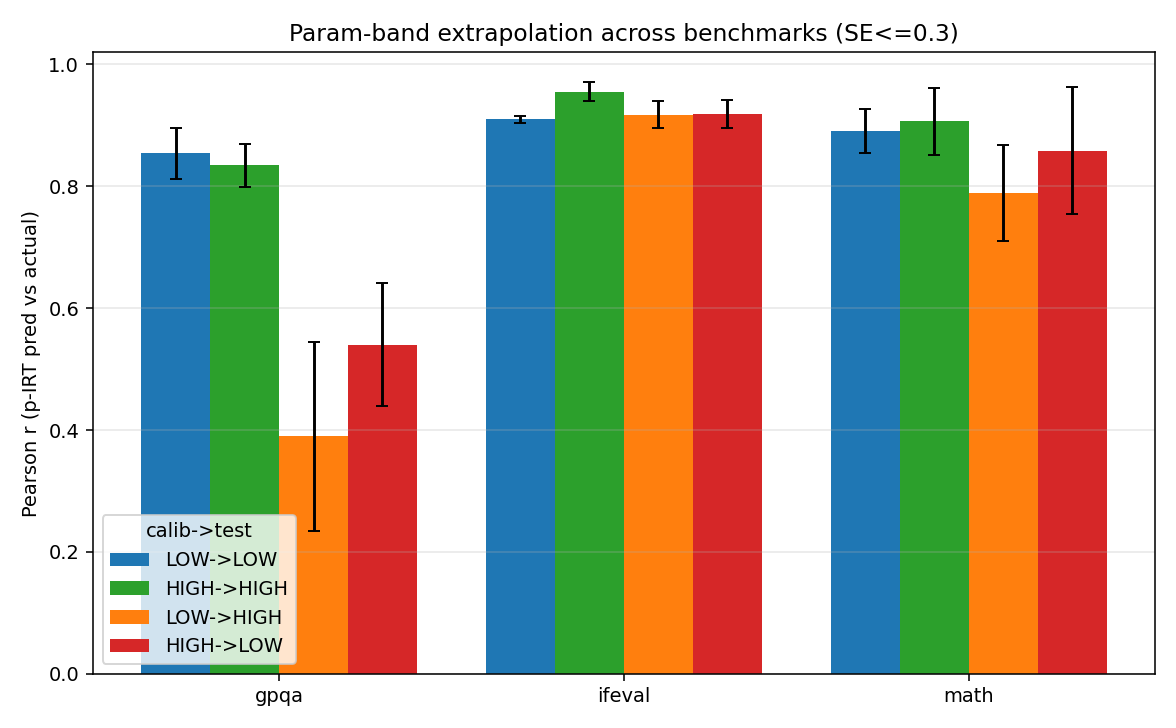 Param-band extrapolation across benchmarks (SE<=0.3)
Pearson r (p-IRT pred vs actual)
1.0
0.8
0.6
0.4
0.2
0.0
calib->test
LOW->LOW
HIGH->HIGH
LOW->HIGH
HIGH->LOW
gpqa
ifeval
math